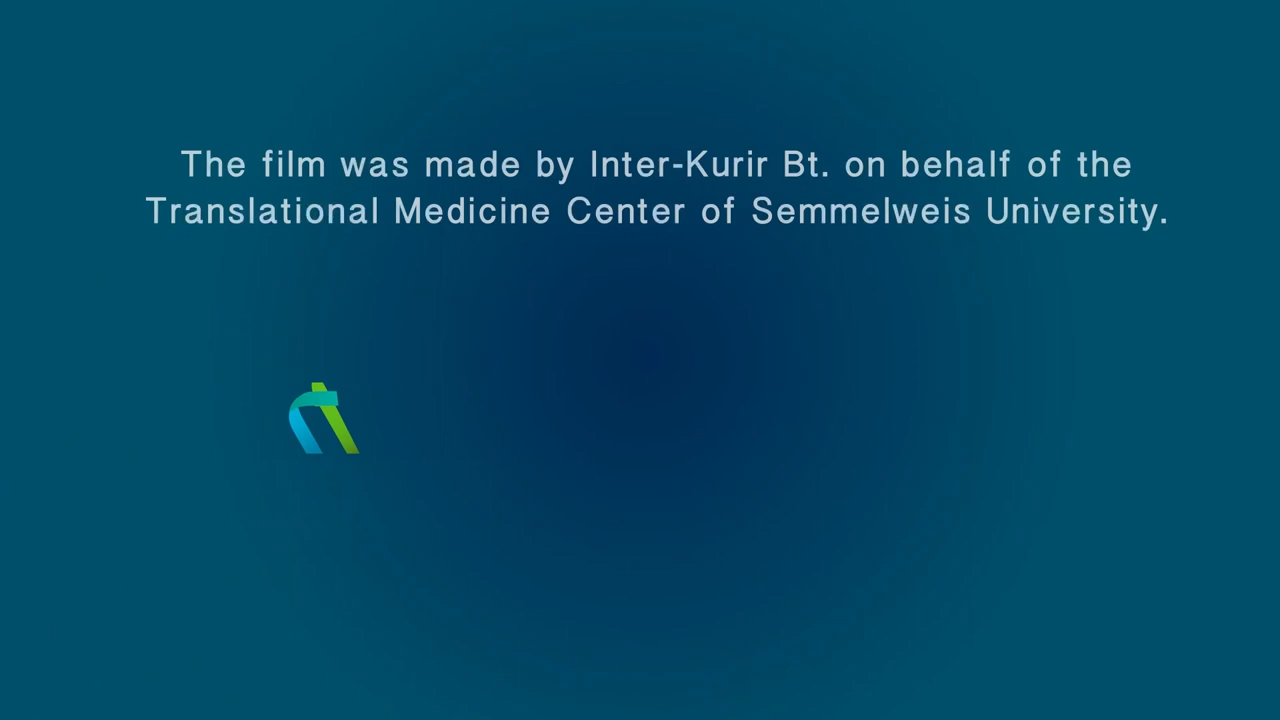 The film was made by Inter-Kurir Bt. on behalf of the
Translational Medicine Center of Semmelweis University.